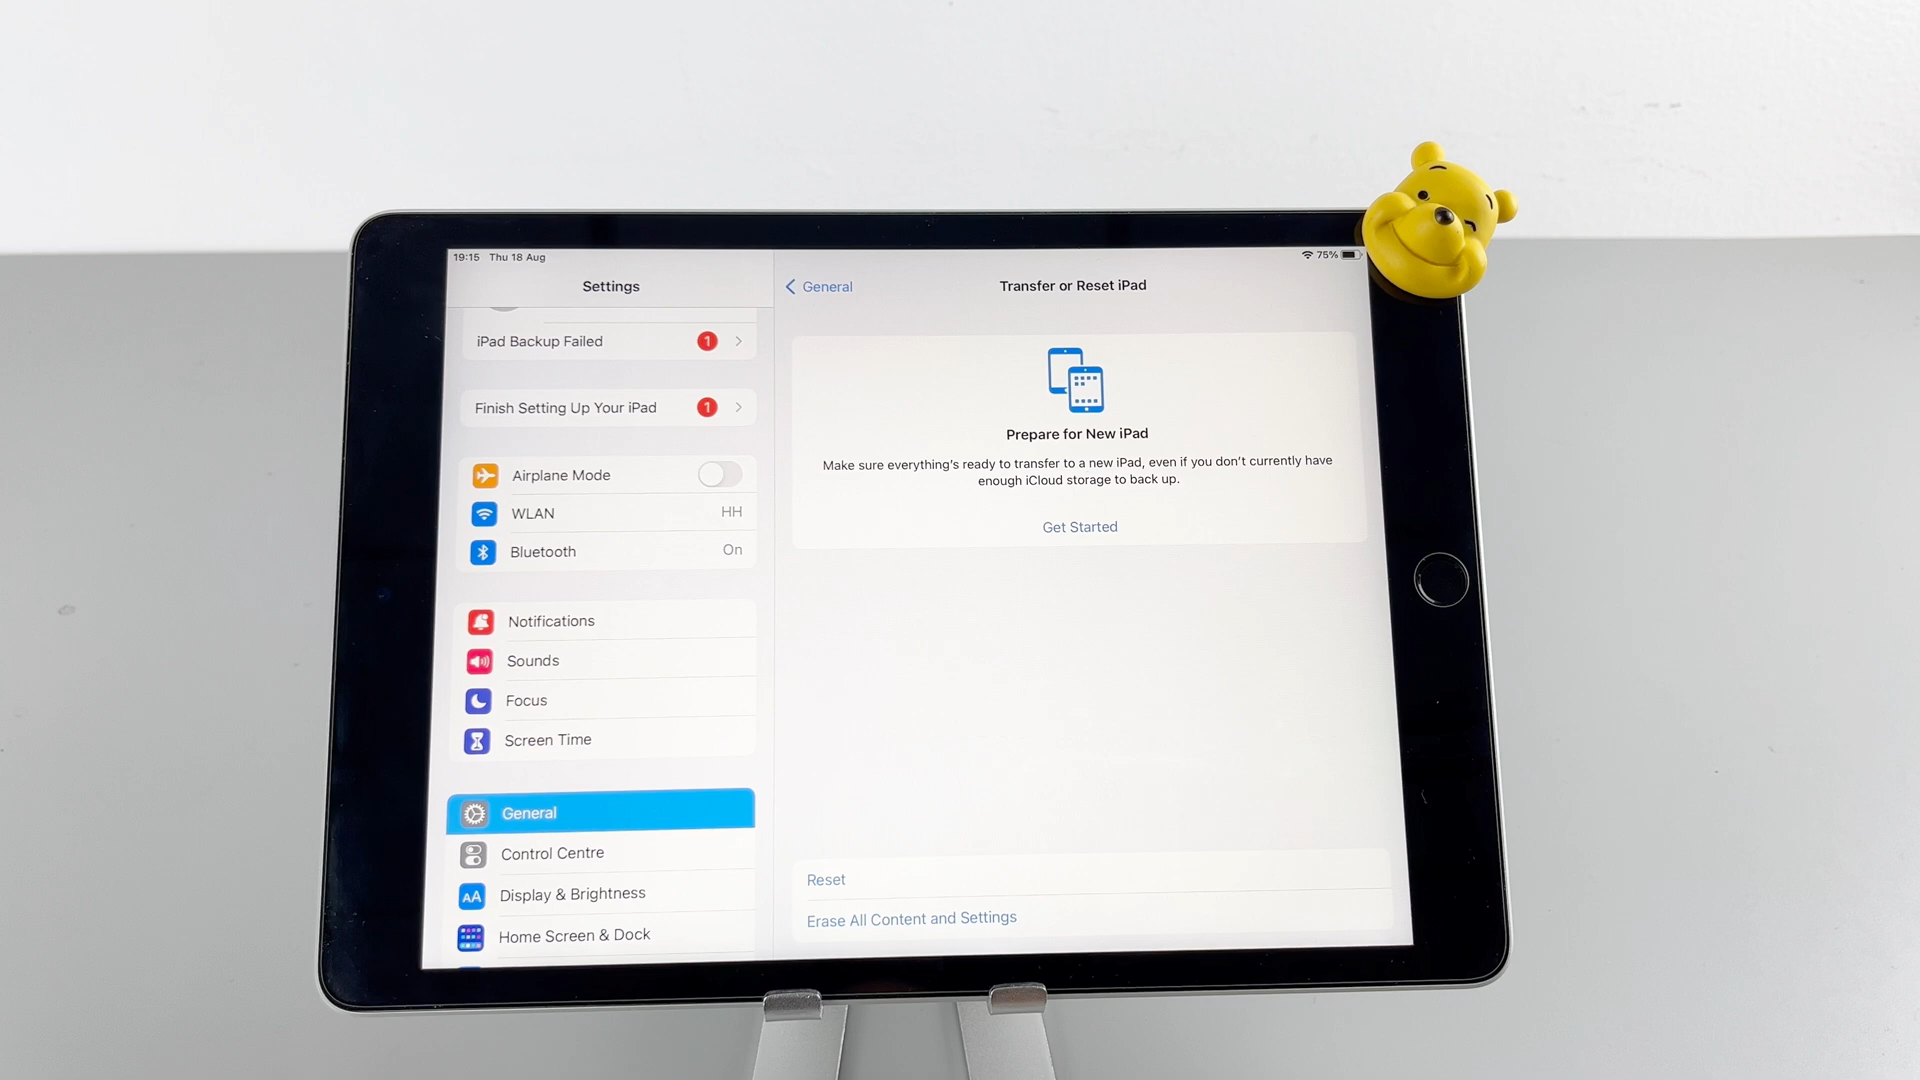 19:15 Thu 18 Aug
75%
Settings
iPad Backup Failed 1
Finish Setting Up Your iPad 1
Airplane Mode
WLAN HH
Bluetooth On
Notifications
Sounds
Focus
Screen Time
General
Control Centre
AA Display & Brightness
Home Screen & Dock
General
Transfer or Reset iPad
Prepare for New iPad
Make sure everything's ready to transfer to a new iPad, even if you don't currently have
enough iCloud storage to back up.
Get Started
Reset
Erase All Content and Settings